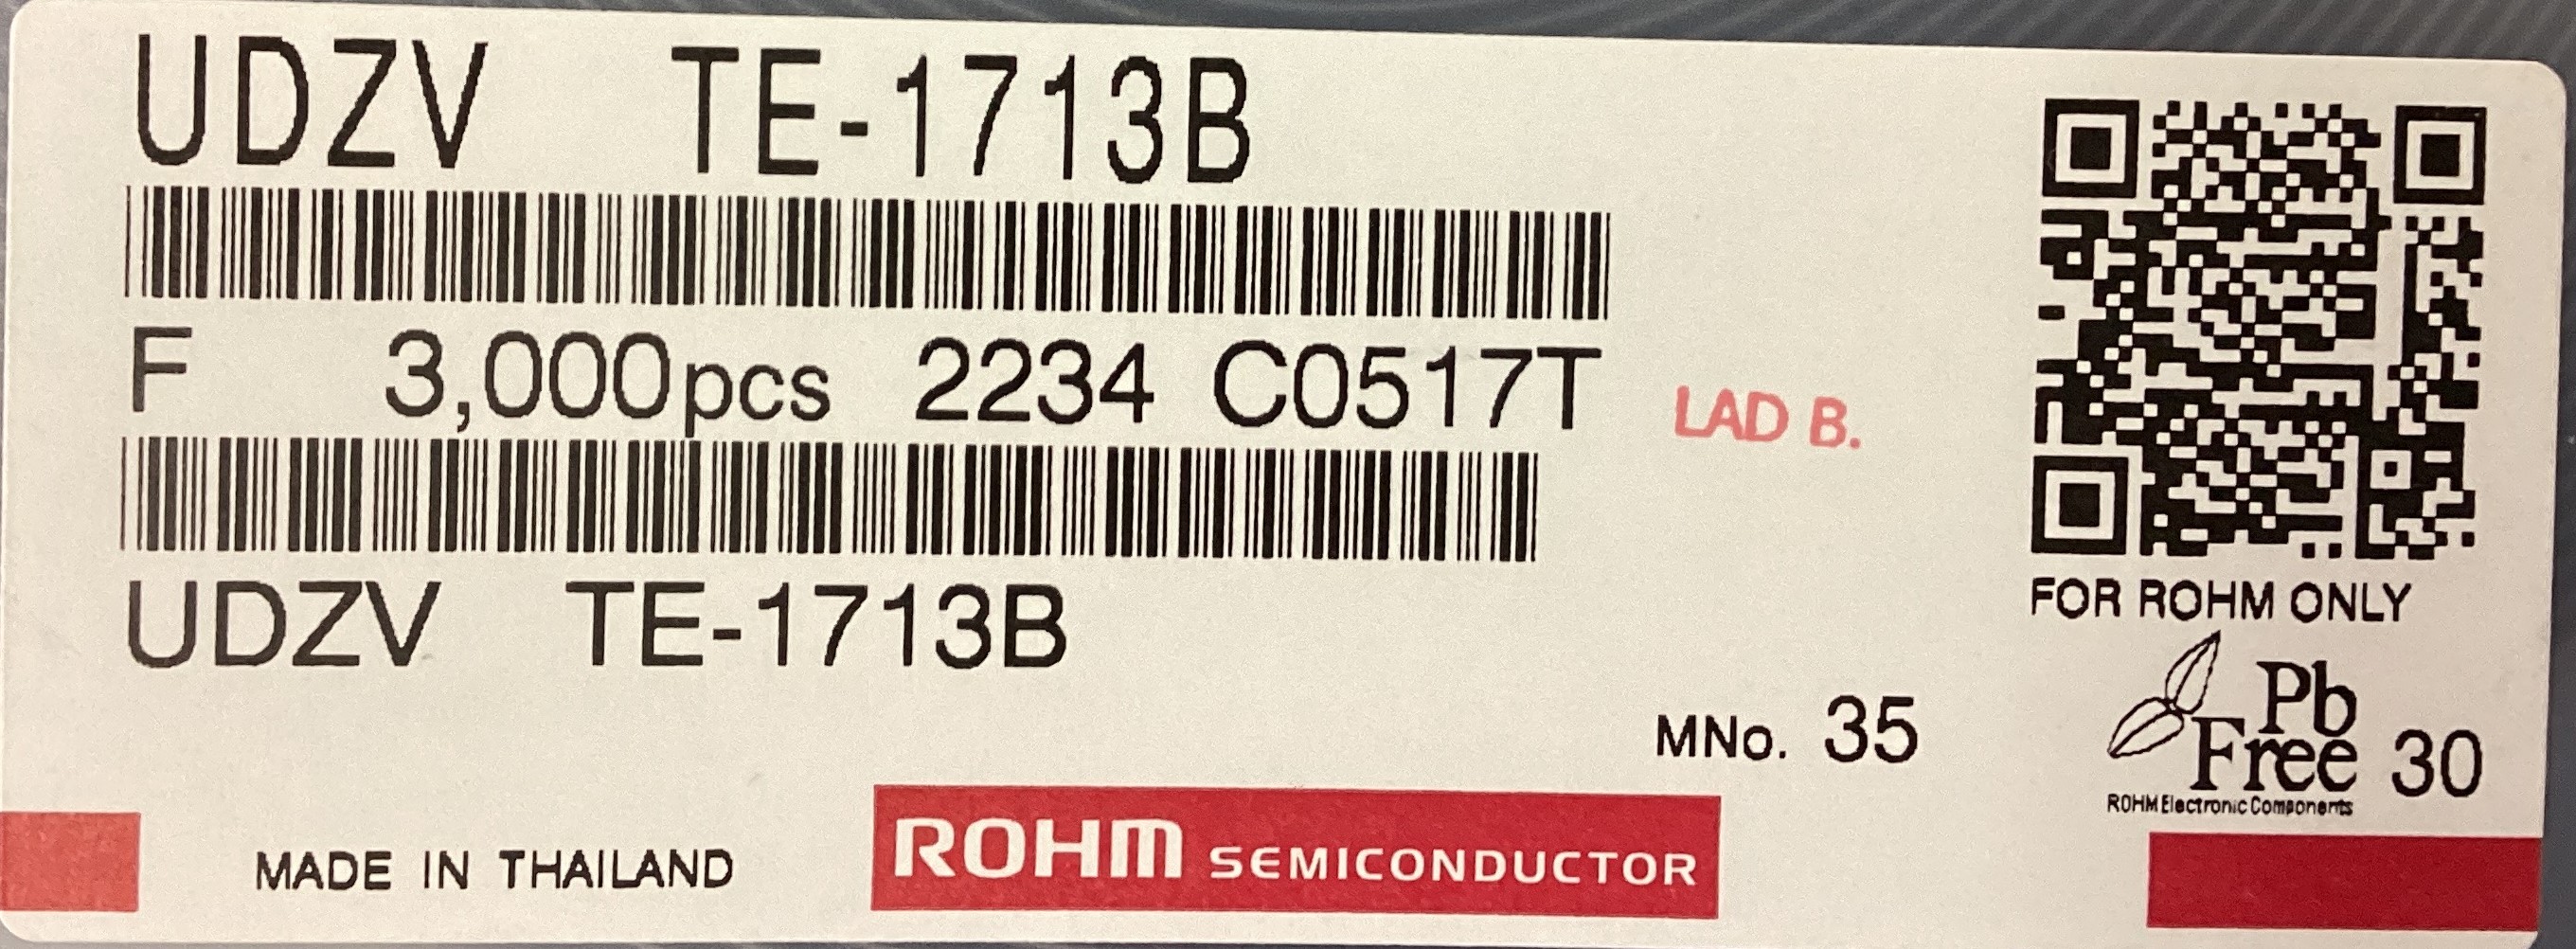 UDZV TE-1713B
F 3,000pcs 2234 C0517T
LAD B.
UDZV TE-1713B
FOR ROHM ONLY
MNo. 35
Pb
Free 30
ROHM Electronic Components
MADE IN THAILAND
ROHM SEMICONDUCTOR